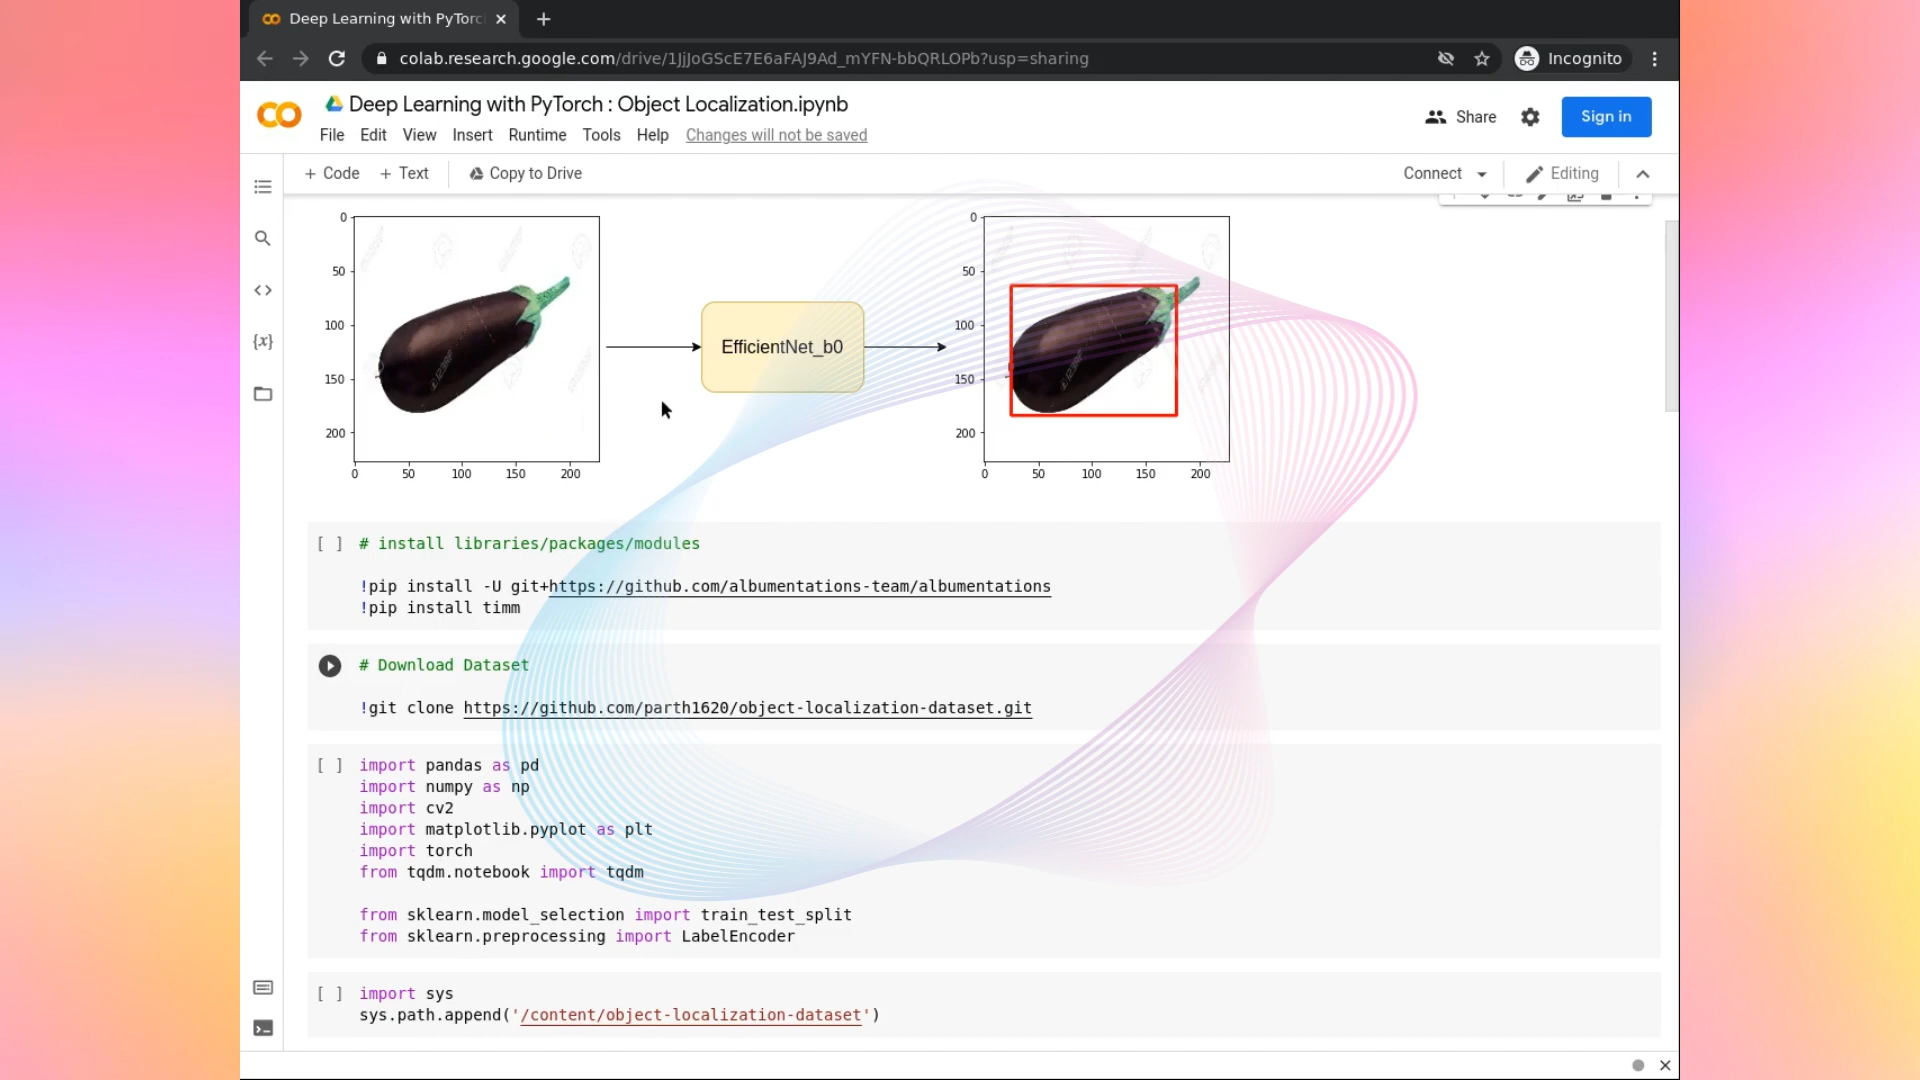 Deep Learning with PyTorc
colab.research.google.com/drive/1JjJoGScE7E6aFAJ9Ad_mYFN-bbQRLOPb?usp=sharing
Incognito
Deep Learning with PyTorch : Object Localization.ipynb
File Edit View Insert Runtime Tools Help Changes will not be saved
Share
Sign in
+ Code + Text Copy to Drive
Connect
Editing
0
50
100
150
200
0 50 100 150 200
EfficientNet_b0
0
50
100
150
200
0 50 100 150 200
[ ] # install libraries/packages/modules
!pip install -U git+https://github.com/albumentations-team/albumentations
!pip install timm
# Download Dataset
!git clone https://github.com/parth1620/object-localization-dataset.git
[ ] import pandas as pd
import numpy as np
import cv2
import matplotlib.pyplot as plt
import torch
from tqdm.notebook import tqdm
from sklearn.model_selection import train_test_split
from sklearn.preprocessing import LabelEncoder
[ ] import sys
sys.path.append('/content/object-localization-dataset')